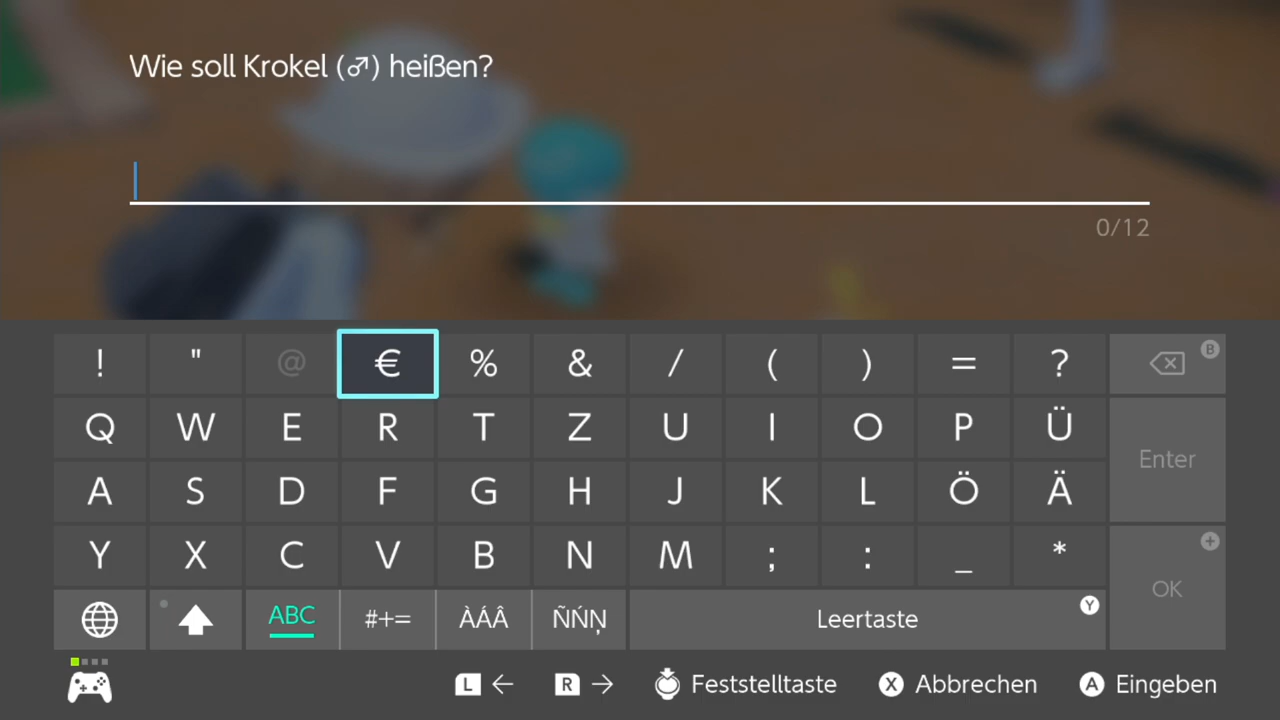 Wie soll Krokel (♂) heißen?
0/12
! " @ € % & / ( ) = ? B
Q W E R T Z U I O P Ü
Enter
A S D F G H J K L Ö Ä
Y X C V B N M ; : _ * +
OK
ABC #+= ÀÁÂ ÑŃŅ Leertaste Y
L ← R → Feststelltaste X Abbrechen A Eingeben